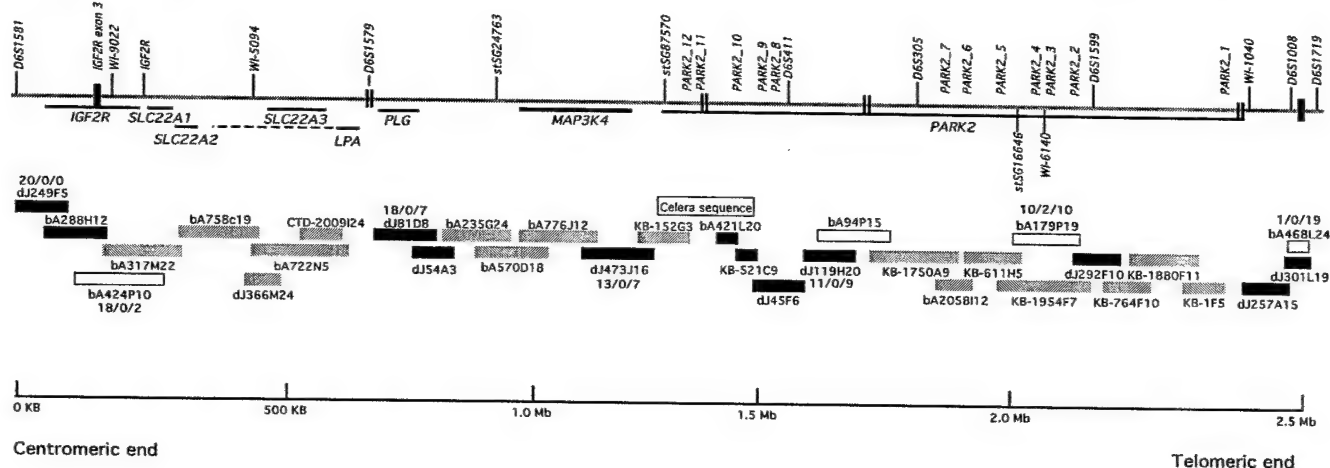 D6S1581
IGF2R exon 3
WI-9022
IGF2R
WI-5094
D6S1579
stSG24763
stSG87570
PARK2_12
PARK2_11
PARK2_10
PARK2_9
PARK2_8
D6S411
D6S305
PARK2_7
PARK2_6
PARK2_5
PARK2_4
PARK2_3
PARK2_2
D6S1599
PARK2_1
WI-1040
D6S1008
D6S1719
IGF2R
SLC22A1
SLC22A2
SLC22A3
LPA
PLG
MAP3K4
PARK2
stSG16646
WI-6140
20/0/0
dJ249F5
bA288H12
bA317M22
bA424P10
18/0/2
bA758c19
dJ366M24
bA722N5
CTD-2009I24
18/0/7
dJ81D8
dJ54A3
bA235G24
bA570D18
bA776J12
dJ473J16
13/0/7
KB-152G3
Celera sequence
bA421L20
KB-521C9
dJ45F6
bA94P15
dJ119H20
11/0/9
KB-1750A9
bA2058I12
KB-611H5
10/2/10
bA179P19
KB-1954F7
dJ292F10
KB-764F10
KB-1880F11
KB-1F5
dJ257A15
1/0/19
bA468L24
dJ301L19
0 KB
500 KB
1.0 Mb
1.5 Mb
2.0 Mb
2.5 Mb
Centromeric end
Telomeric end